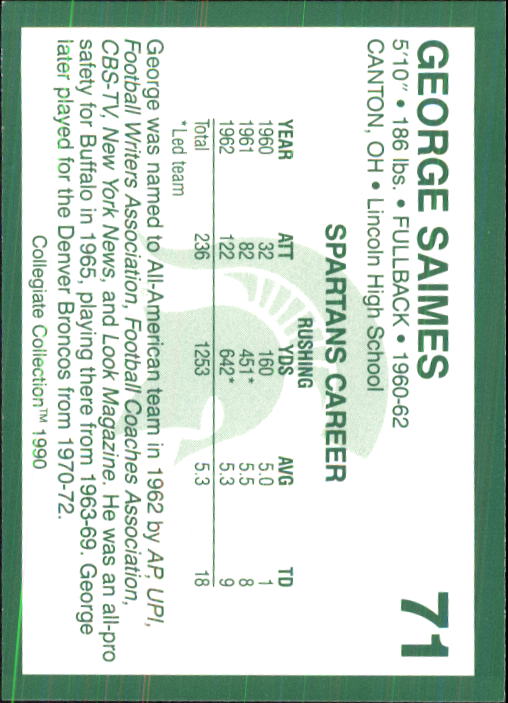 GEORGE SAIMES 71
5'10" • 186 lbs. • FULLBACK • 1960-62
CANTON, OH • Lincoln High School
SPARTANS CAREER
RUSHING
YEAR ATT YDS AVG TD
1960 32 160 5.0 1
1961 82 451* 5.5 8
1962 122 642* 5.3 9
Total 236 1253 5.3 18
*Led team
George was named to All-American team in 1962 by AP, UPI,
Football Writers Association, Football Coaches Association,
CBS-TV, New York News, and Look Magazine. He was an all-pro
safety for Buffalo in 1965, playing there from 1963-69. George
later played for the Denver Broncos from 1970-72.
Collegiate Collection™ 1990